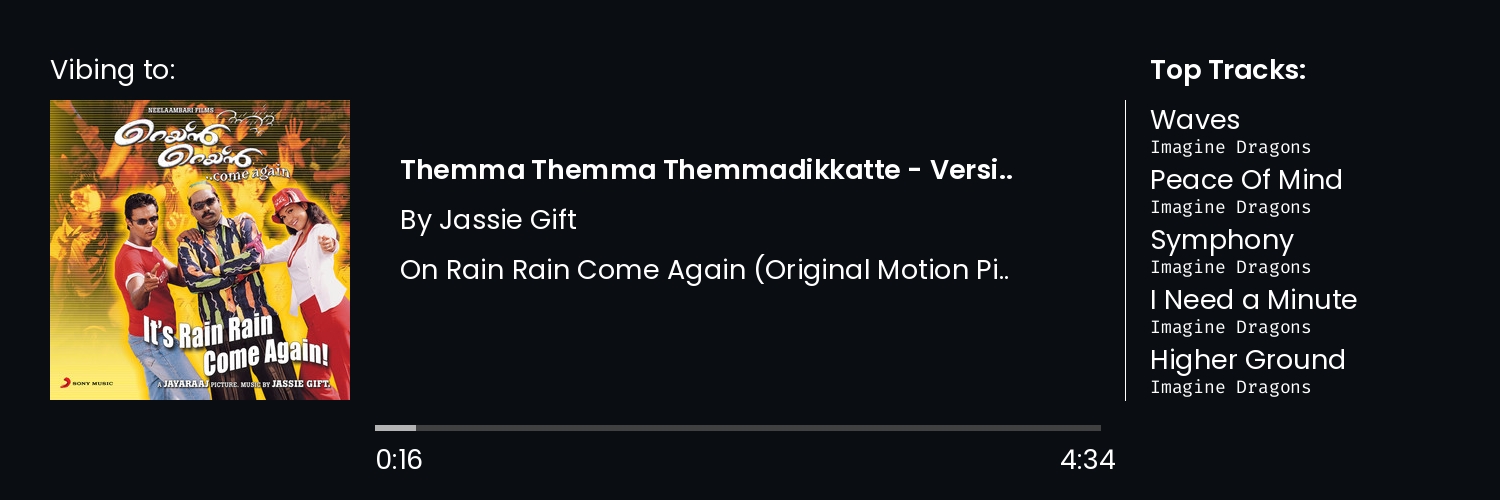 Vibing to:
NEELAAMBARI FILMS
റെയ്ൻ
റെയ്ൻ
..come again
It's Rain Rain
Come Again!
SONY MUSIC
A JAYARAAJ PICTURE. MUSIC BY JASSIE GIFT.
Themma Themma Themmadikkatte - Versi..
By Jassie Gift
On Rain Rain Come Again (Original Motion Pi..
0:16
4:34
Top Tracks:
Waves
Imagine Dragons
Peace Of Mind
Imagine Dragons
Symphony
Imagine Dragons
I Need a Minute
Imagine Dragons
Higher Ground
Imagine Dragons